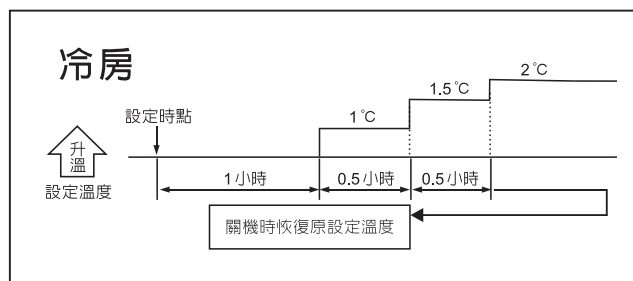 冷房
2℃
1.5℃
1℃
設定時點
升
溫
設定溫度
1小時
0.5小時
0.5小時
關機時恢復原設定溫度